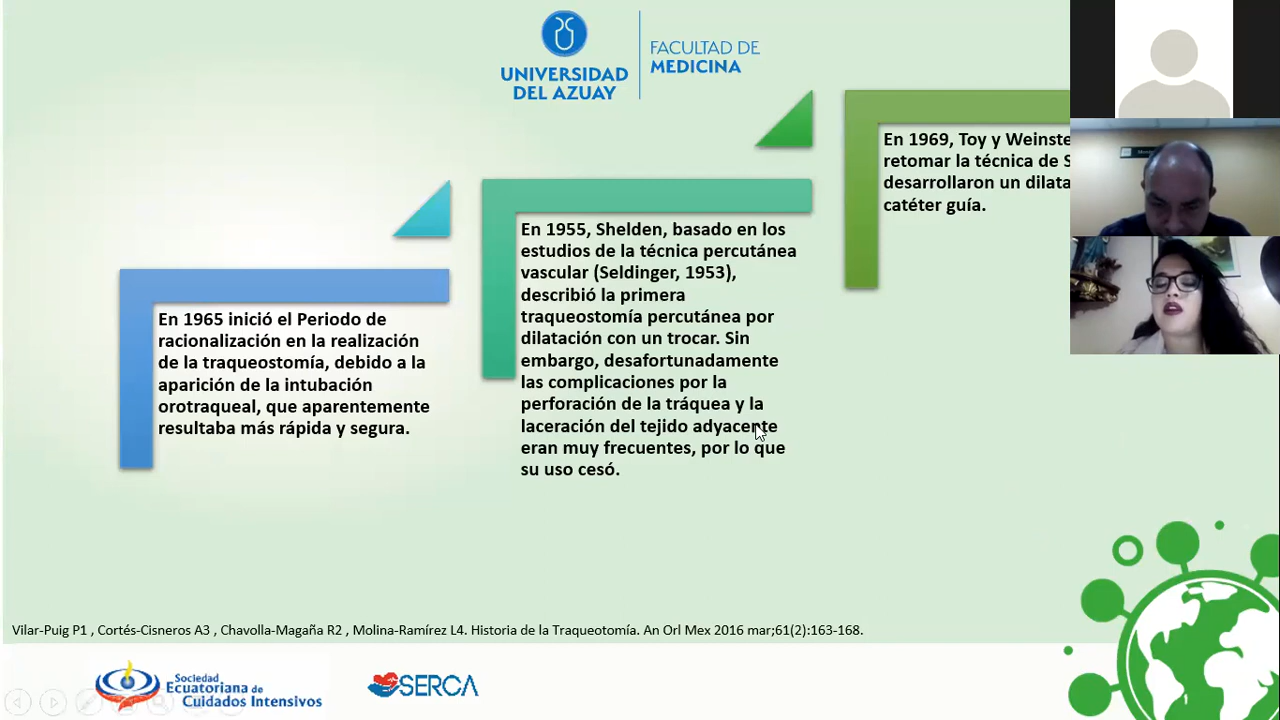 UNIVERSIDAD
DEL AZUAY
FACULTAD DE
MEDICINA
En 1965 inició el Periodo de
racionalización en la realización
de la traqueostomía, debido a la
aparición de la intubación
orotraqueal, que aparentemente
resultaba más rápida y segura.
En 1955, Shelden, basado en los
estudios de la técnica percutánea
vascular (Seldinger, 1953),
describió la primera
traqueostomía percutánea por
dilatación con un trocar. Sin
embargo, desafortunadamente
las complicaciones por la
perforación de la tráquea y la
laceración del tejido adyacente
eran muy frecuentes, por lo que
su uso cesó.
En 1969, Toy y Weinste
retomar la técnica de S
desarrollaron un dilata
catéter guía.
Vilar-Puig P1 , Cortés-Cisneros A3 , Chavolla-Magaña R2 , Molina-Ramírez L4. Historia de la Traqueotomía. An Orl Mex 2016 mar;61(2):163-168.
Sociedad
Ecuatoriana de
Cuidados Intensivos
SERCA